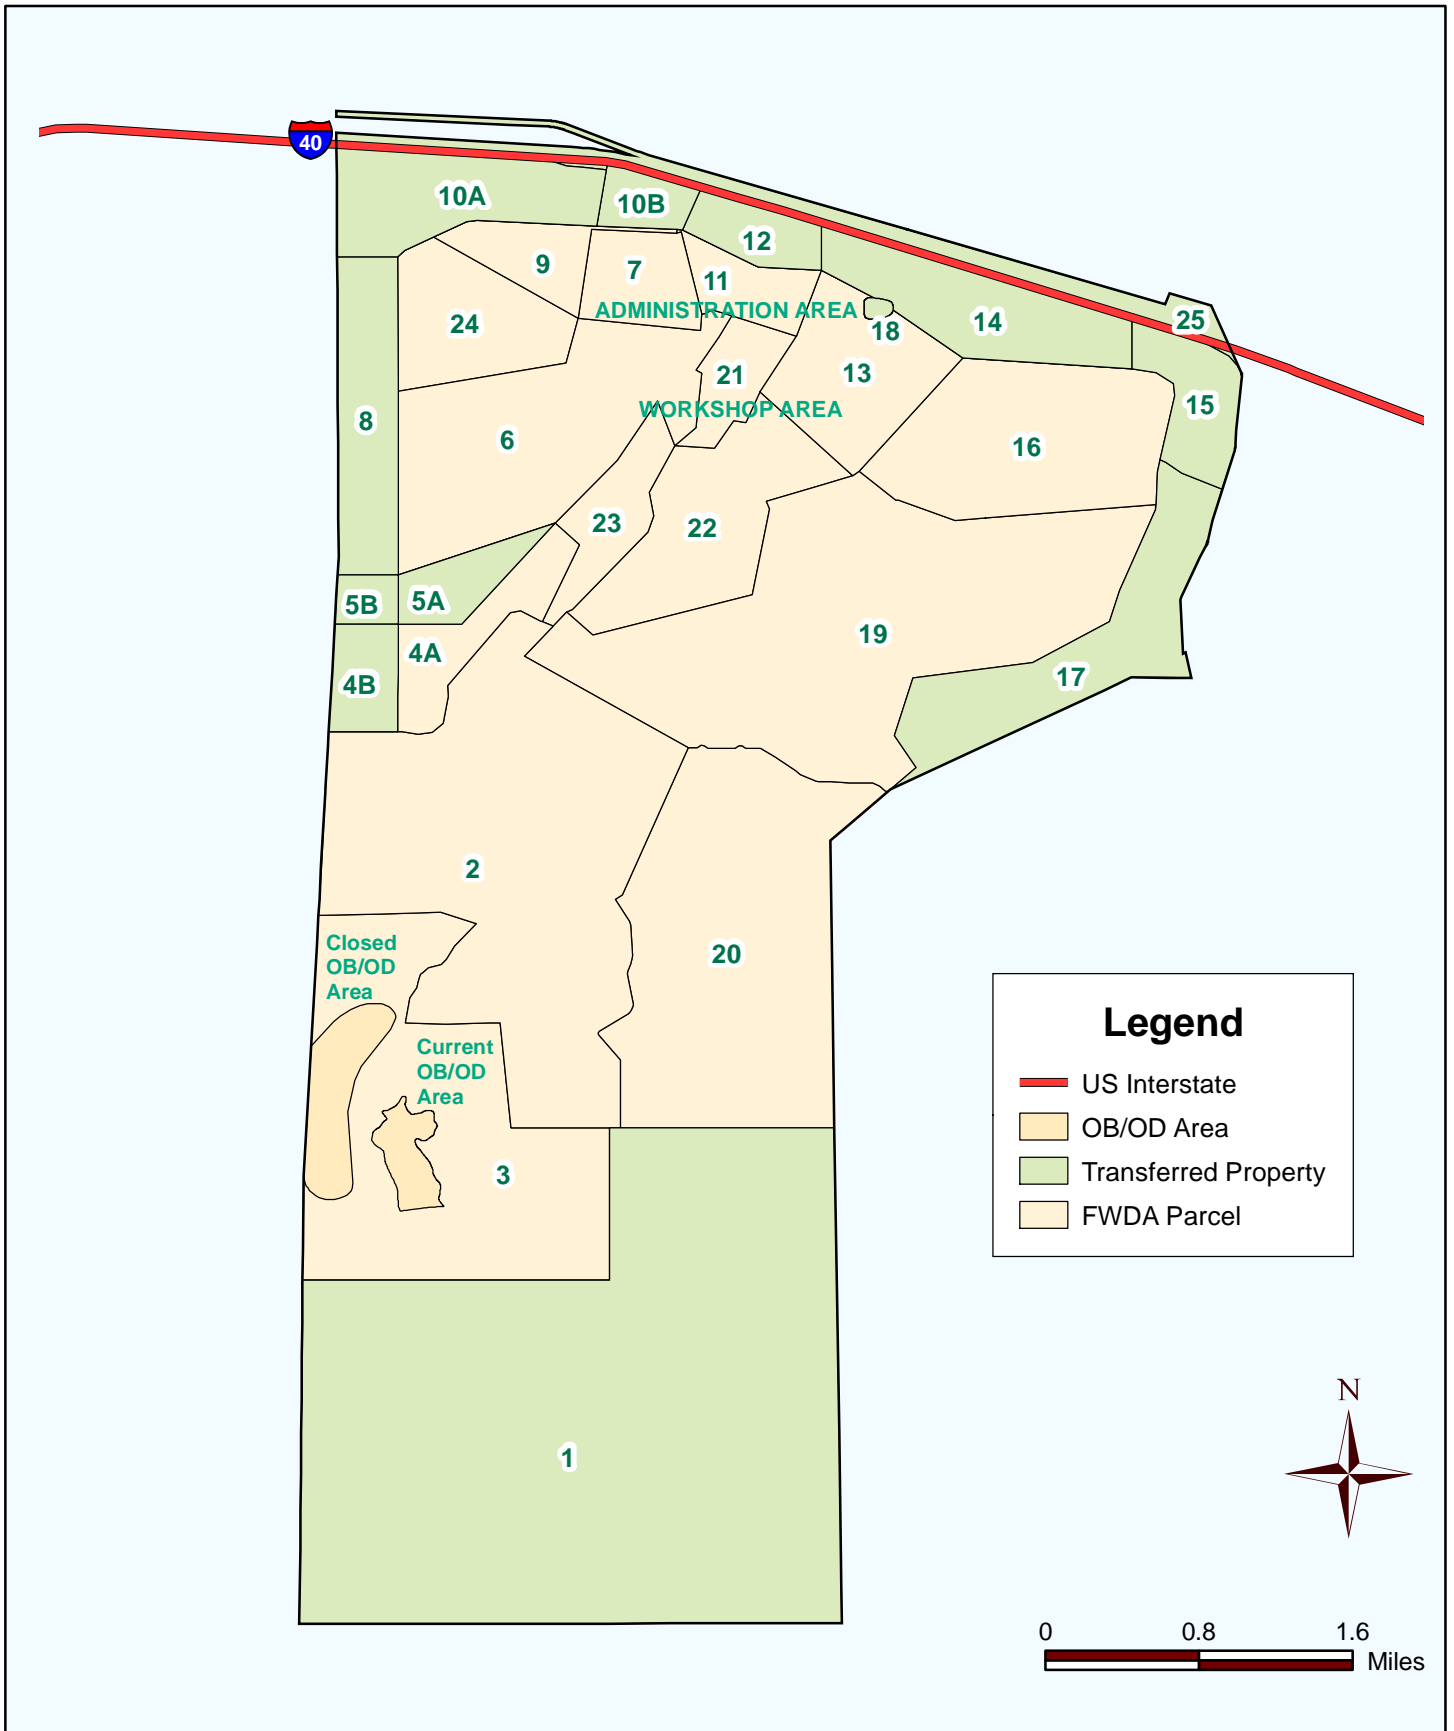 40
10A
10B
12
9
7
11
ADMINISTRATION AREA
18
14
25
24
21
13
15
WORKSHOP AREA
8
6
16
23
22
5B
5A
4A
19
4B
17
2
Closed
OB/OD
Area
20
Current
OB/OD
Area
3
1
Legend
US Interstate
OB/OD Area
Transferred Property
FWDA Parcel
N
0 0.8 1.6
Miles